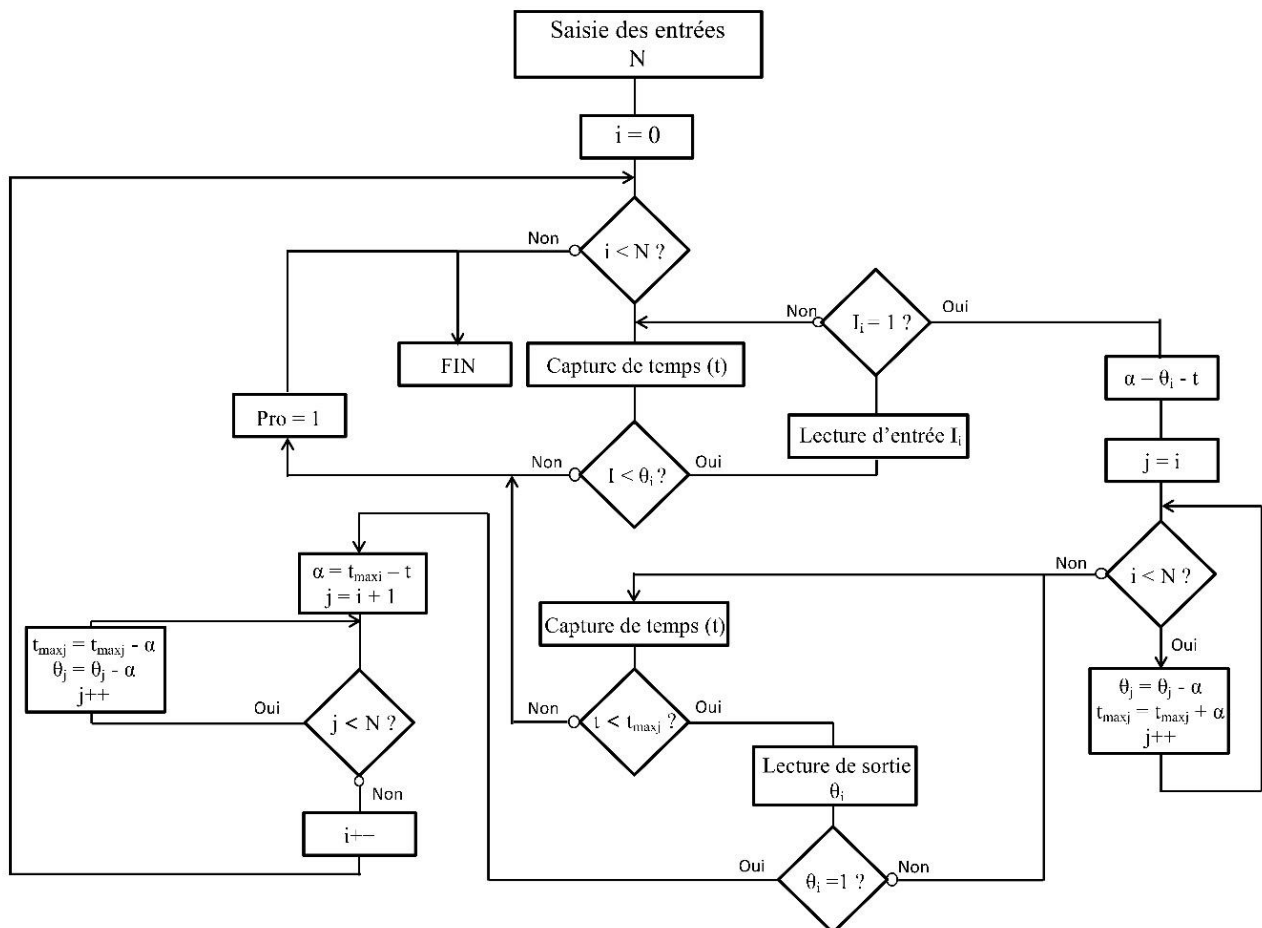 Saisie des entrées
N
i = 0
i < N ?
Non
FIN
Pro = 1
Capture de temps (t)
I < θi ?
Non
Oui
Lecture d'entrée Ii
Ii = 1 ?
Non
Oui
α – θi - t
j = i
i < N ?
Non
Oui
θj = θj - α
tmaxj = tmaxj + α
j++
Capture de temps (t)
t < tmaxj ?
Non
Oui
Lecture de sortie
θi
θi =1 ?
Oui
Non
α = tmaxi – t
j = i + 1
tmaxj = tmaxj - α
θj = θj - α
j++
Oui
j < N ?
Non
i+–